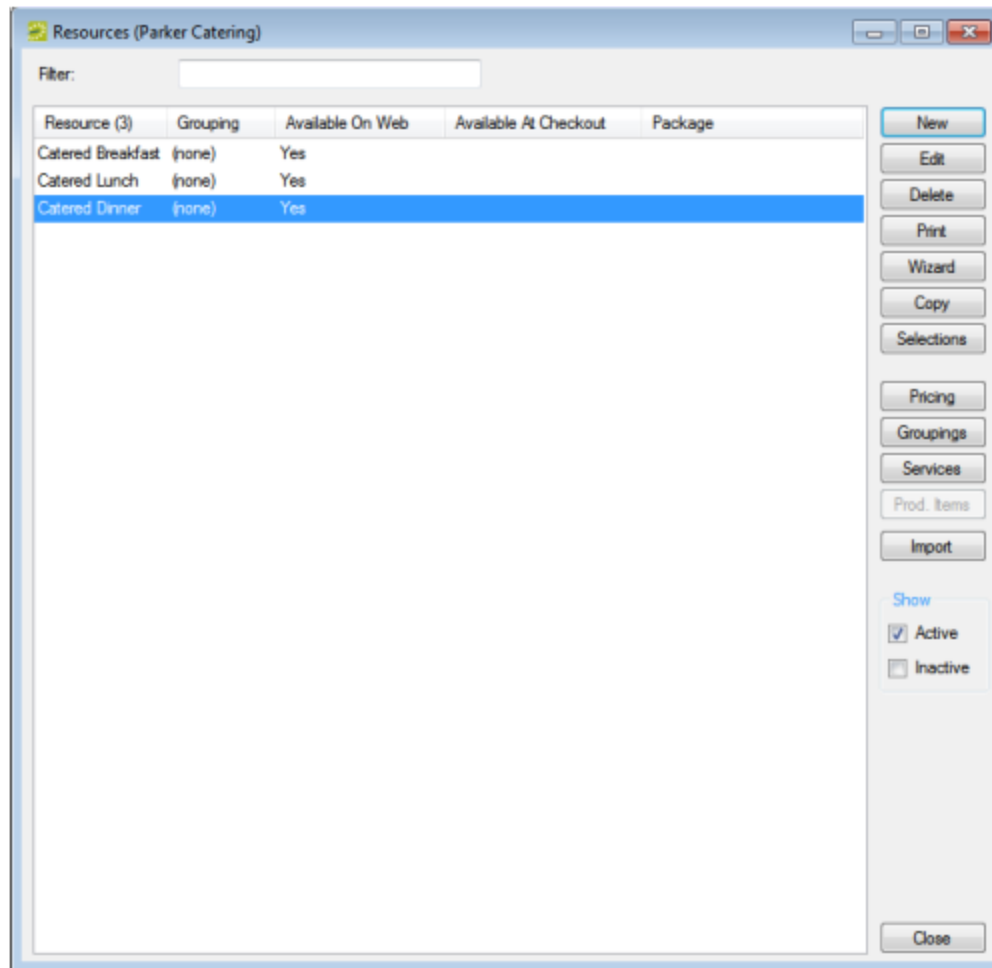 Resources (Parker Catering)
Filter:
Resource (3) Grouping Available On Web Available At Checkout Package
Catered Breakfast (none) Yes
Catered Lunch (none) Yes
Catered Dinner (none) Yes
New
Edit
Delete
Print
Wizard
Copy
Selections
Pricing
Groupings
Services
Prod. Items
Import
Show
Active
Inactive
Close